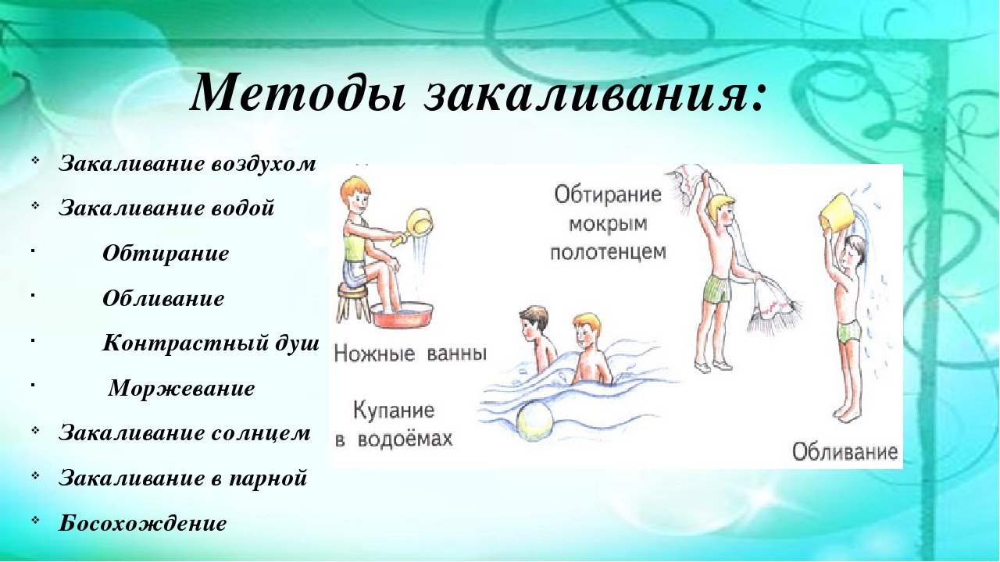 Методы закаливания:
Закаливание воздухом
Закаливание водой
Обтирание
Обливание
Контрастный душ
Моржевание
Закаливание солнцем
Закаливание в парной
Босохождение
Обтирание
мокрым
полотенцем
Ножные ванны
Купание
в водоёмах
Обливание